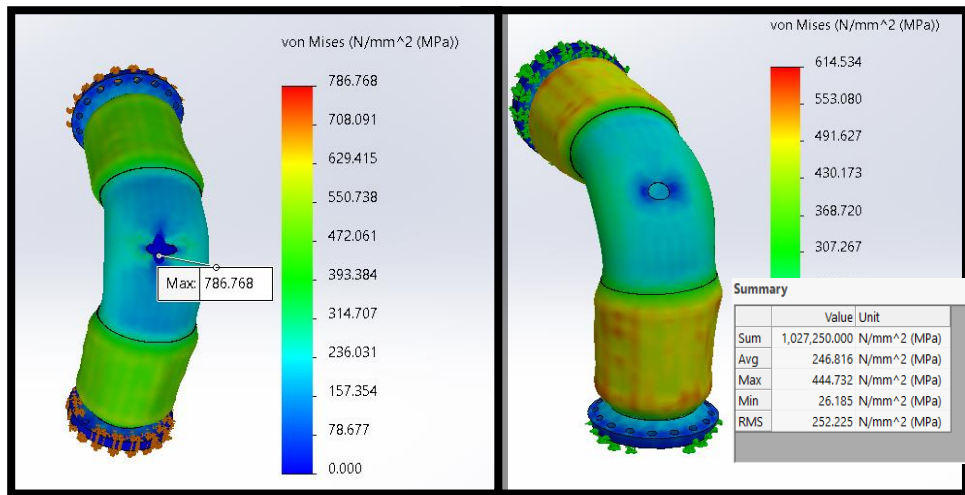 von Mises (N/mm^2 (MPa))
786.768
708.091
629.415
550.738
472.061
393.384
314.707
236.031
157.354
78.677
0.000
Max: 786.768
von Mises (N/mm^2 (MPa))
614.534
553.080
491.627
430.173
368.720
307.267
Summary
Value Unit
Sum 1,027,250.000 N/mm^2 (MPa)
Avg 246.816 N/mm^2 (MPa)
Max 444.732 N/mm^2 (MPa)
Min 26.185 N/mm^2 (MPa)
RMS 252.225 N/mm^2 (MPa)